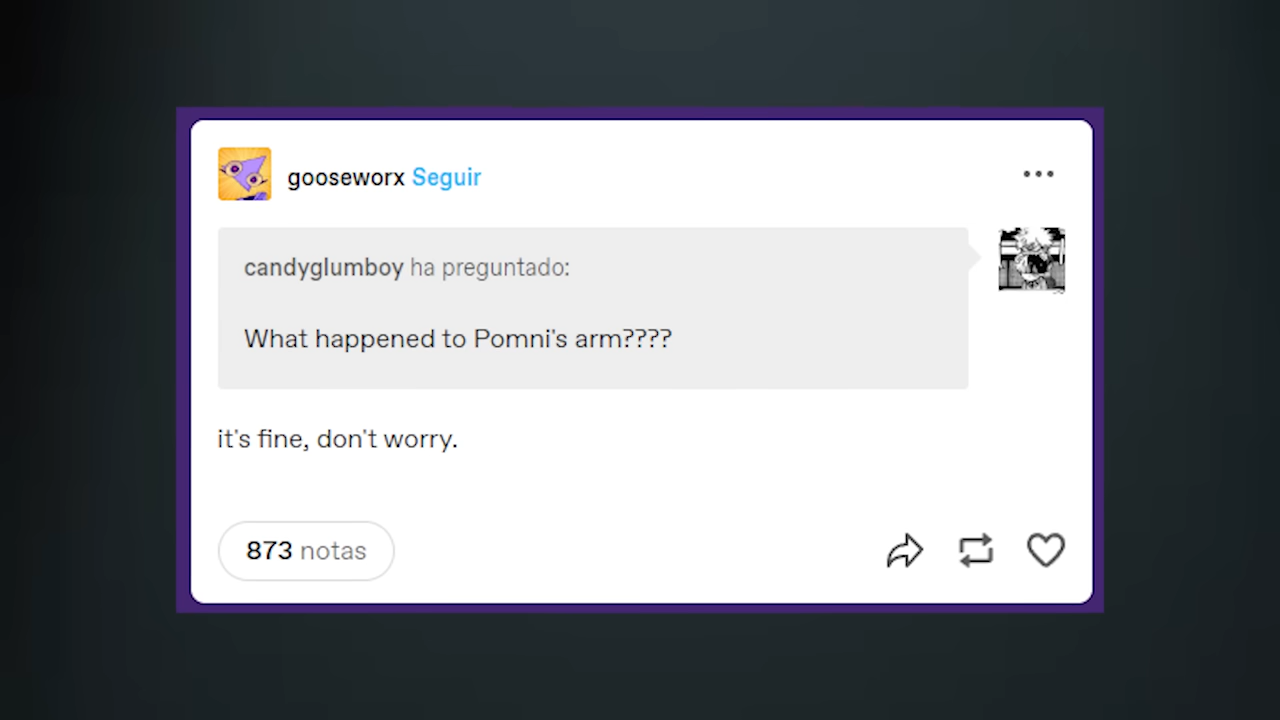 gooseworx Seguir
candyglumboy ha preguntado:
What happened to Pomni's arm????
it's fine, don't worry.
873 notas